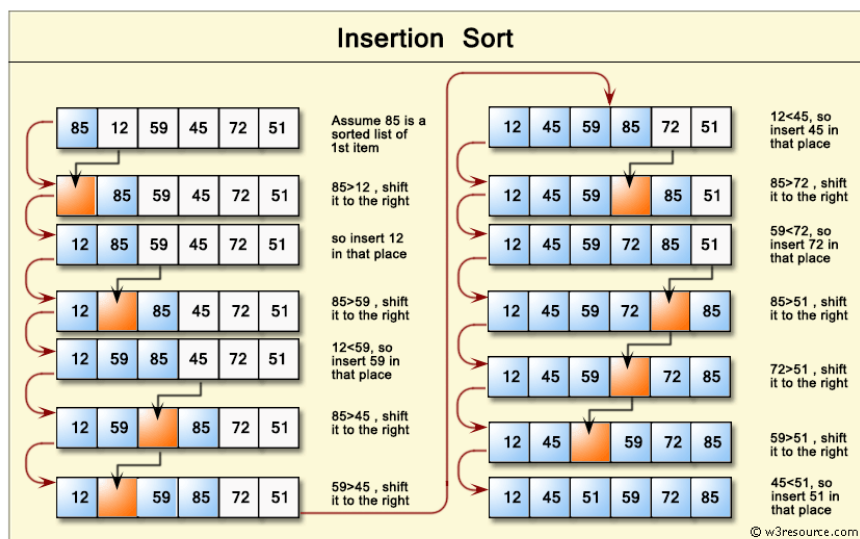 Insertion Sort
85 12 59 45 72 51
Assume 85 is a
sorted list of
1st item
85 59 45 72 51
85>12 , shift
it to the right
12 85 59 45 72 51
so insert 12
in that place
12 85 45 72 51
85>59 , shift
it to the right
12 59 85 45 72 51
12<59, so
insert 59 in
that place
12 59 85 72 51
85>45 , shift
it to the right
12 59 85 72 51
59>45 , shift
it to the right
12 45 59 85 72 51
12<45, so
insert 45 in
that place
12 45 59 85 51
85>72 , shift
it to the right
12 45 59 72 85 51
59<72, so
insert 72 in
that place
12 45 59 72 85
85>51 , shift
it to the right
12 45 59 72 85
72>51 , shift
it to the right
12 45 59 72 85
59>51 , shift
it to the right
12 45 51 59 72 85
45<51, so
insert 51 in
that place
© w3resource.com